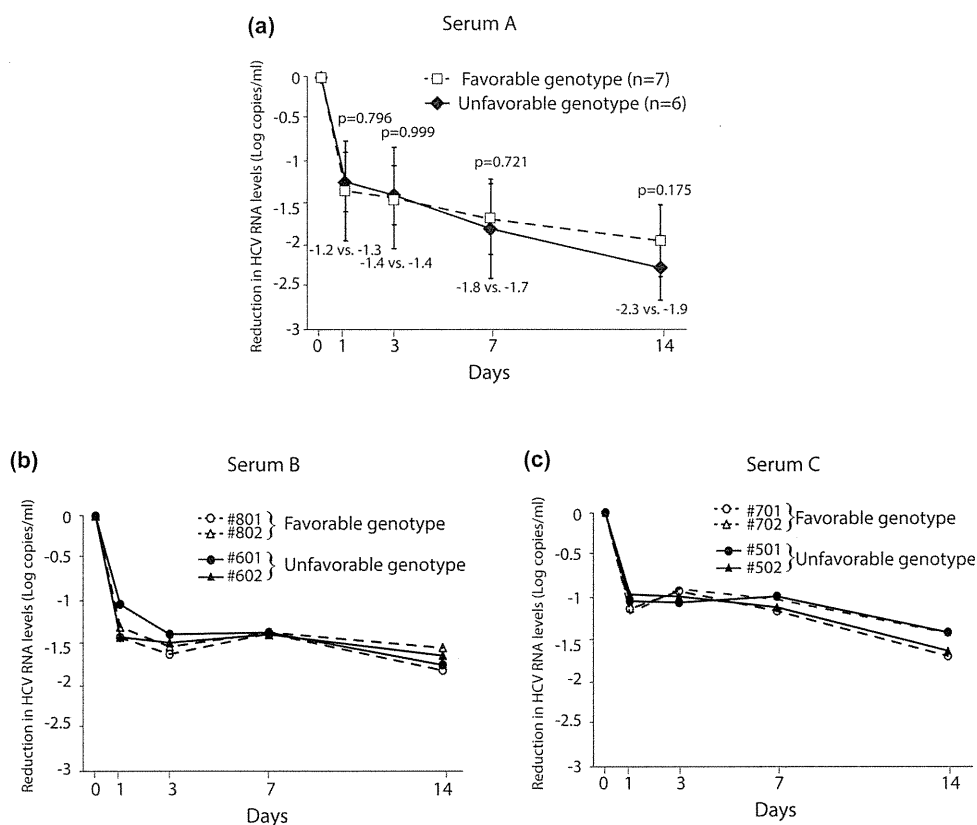 (a)
Serum A
Reduction in HCV RNA levels (Log copies/ml)
0
-0.5
-1
-1.5
-2
-2.5
-3
Favorable genotype (n=7)
Unfavorable genotype (n=6)
p=0.796
p=0.999
p=0.721
p=0.175
-1.2 vs. -1.3
-1.4 vs. -1.4
-1.8 vs. -1.7
-2.3 vs. -1.9
0 1 3 7 14
Days
(b)
Serum B
Reduction in HCV RNA levels (Log copies/ml)
0
-0.5
-1
-1.5
-2
-2.5
-3
#801
#802
Favorable genotype
#601
#602
Unfavorable genotype
0 1 3 7 14
Days
(c)
Serum C
Reduction in HCV RNA levels (Log copies/ml)
0
-0.5
-1
-1.5
-2
-2.5
-3
#701
#702
Favorable genotype
#501
#502
Unfavorable genotype
0 1 3 7 14
Days